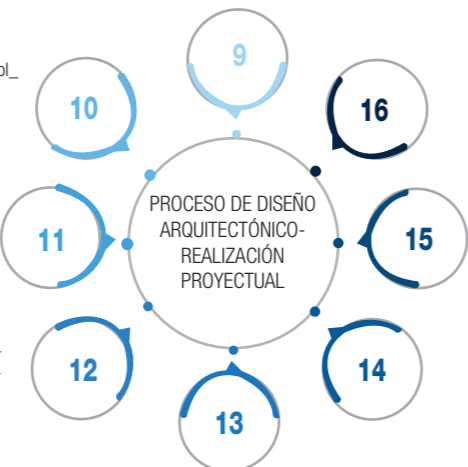 9
10
16
PROCESO DE DISEÑO
ARQUITECTÓNICO-
REALIZACIÓN
PROYECTUAL
11
15
12
14
13